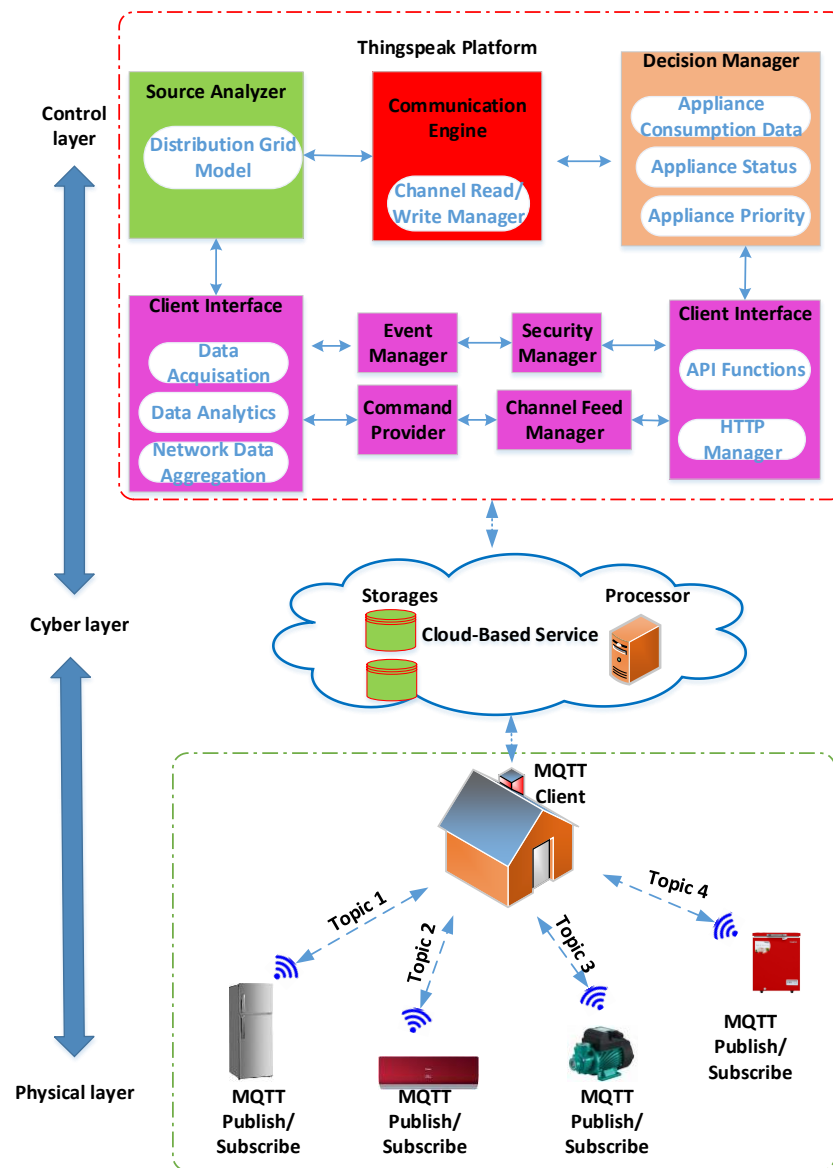 Thingspeak Platform
Control
layer
Source Analyzer
Distribution Grid
Model
Communication
Engine
Channel Read/
Write Manager
Decision Manager
Appliance
Consumption Data
Appliance Status
Appliance Priority
Client Interface
Data
Acquisation
Data Analytics
Network Data
Aggregation
Event
Manager
Security
Manager
Command
Provider
Channel Feed
Manager
Client Interface
API Functions
HTTP
Manager
Cyber layer
Storages
Processor
Cloud-Based Service
MQTT
Client
Topic 1
Topic 2
Topic 3
Topic 4
Physical layer
MQTT
Publish/
Subscribe
MQTT
Publish/
Subscribe
MQTT
Publish/
Subscribe
MQTT
Publish/
Subscribe